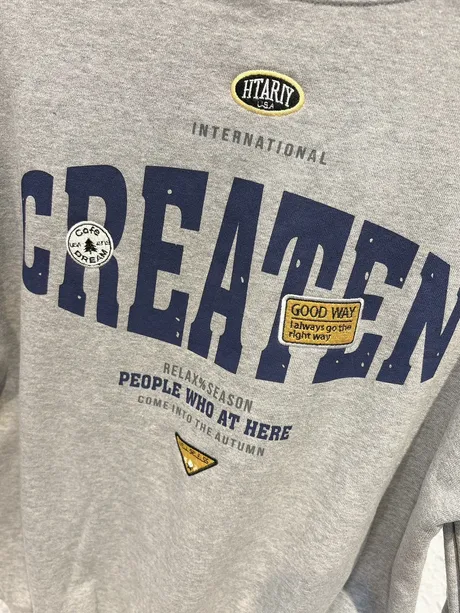 HTARIY
USA
INTERNATIONAL
CREATEN
Cafe
DREAM
GOOD WAY
I always go the
right way
RELAX%SEASON
PEOPLE WHO AT HERE
COME INTO THE AUTUMN